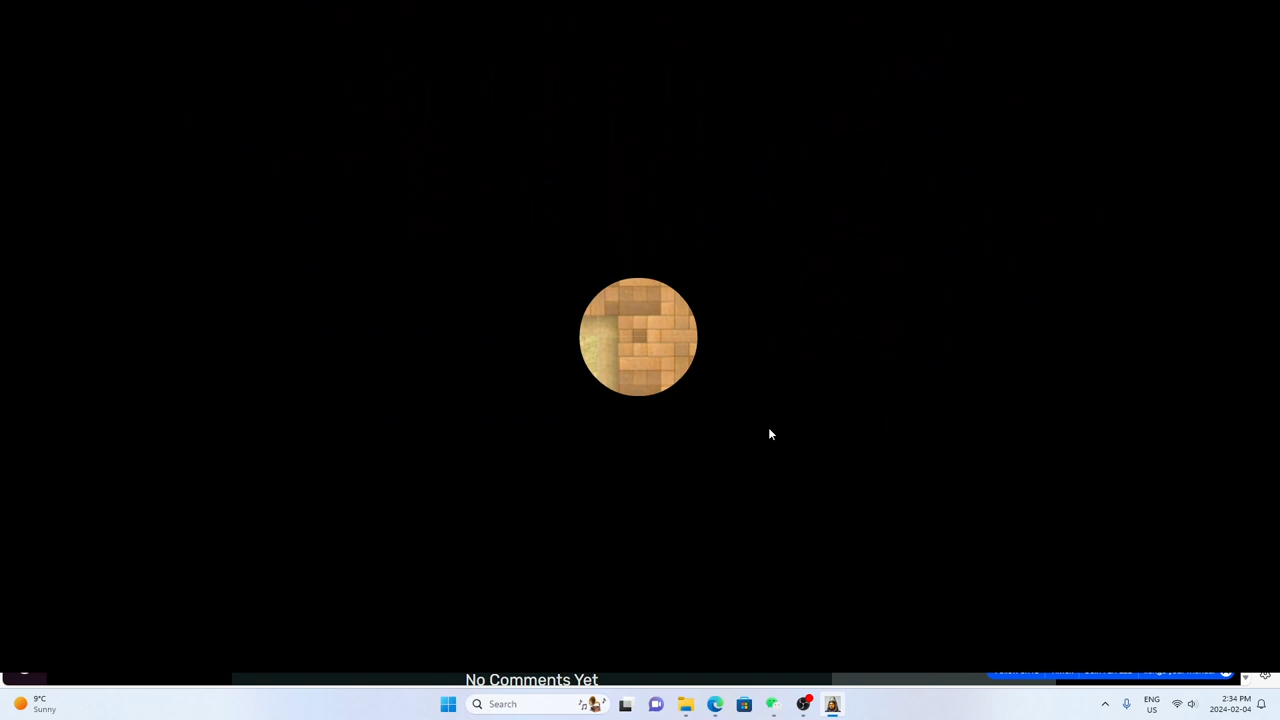 No Comments Yet
9°C
Sunny
Search
ENG
US
2:34 PM
2024-02-04